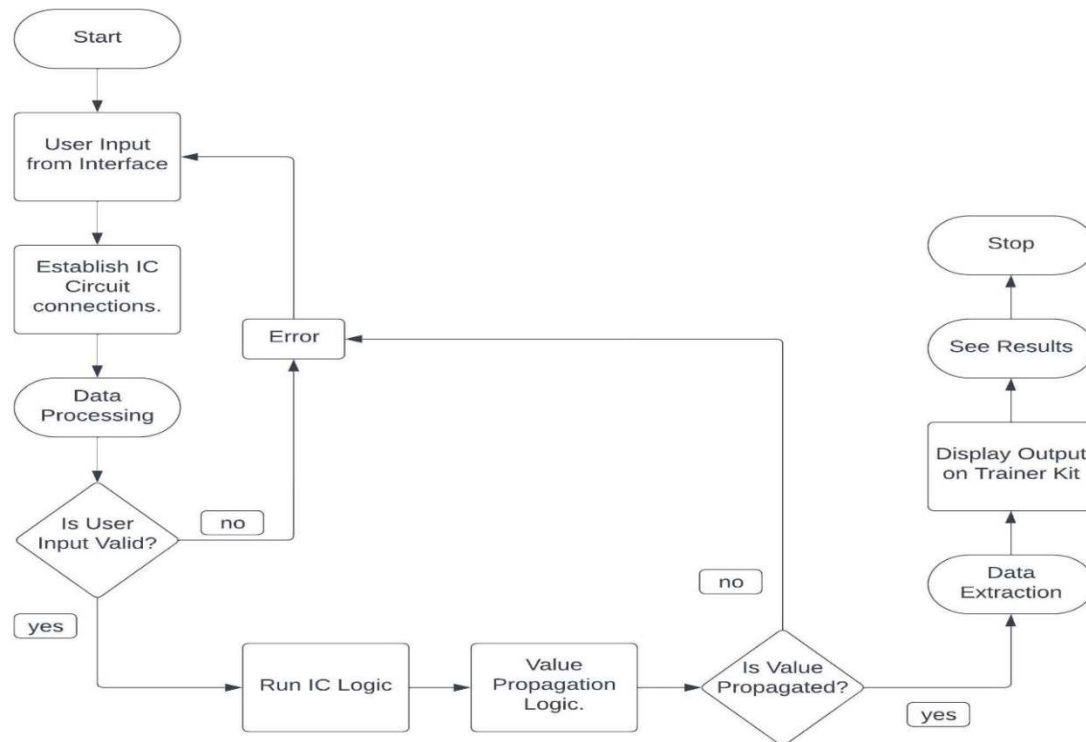 Start
User Input
from Interface
Establish IC
Circuit
connections.
Data
Processing
Is User
Input Valid?
no
yes
Error
Run IC Logic
Value
Propagation
Logic.
Is Value
Propagated?
no
yes
Data
Extraction
Display Output
on Trainer Kit
See Results
Stop